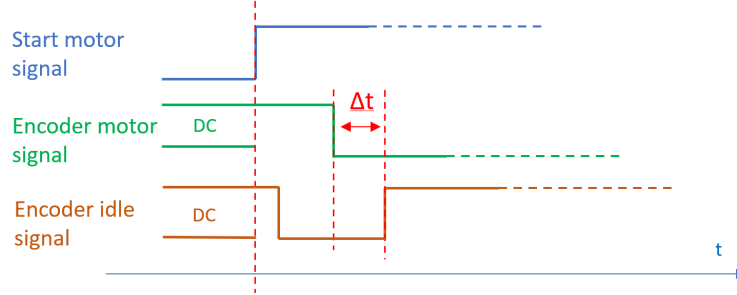 Start motor
signal
Δt
Encoder motor
signal
DC
Encoder idle
signal
DC
t